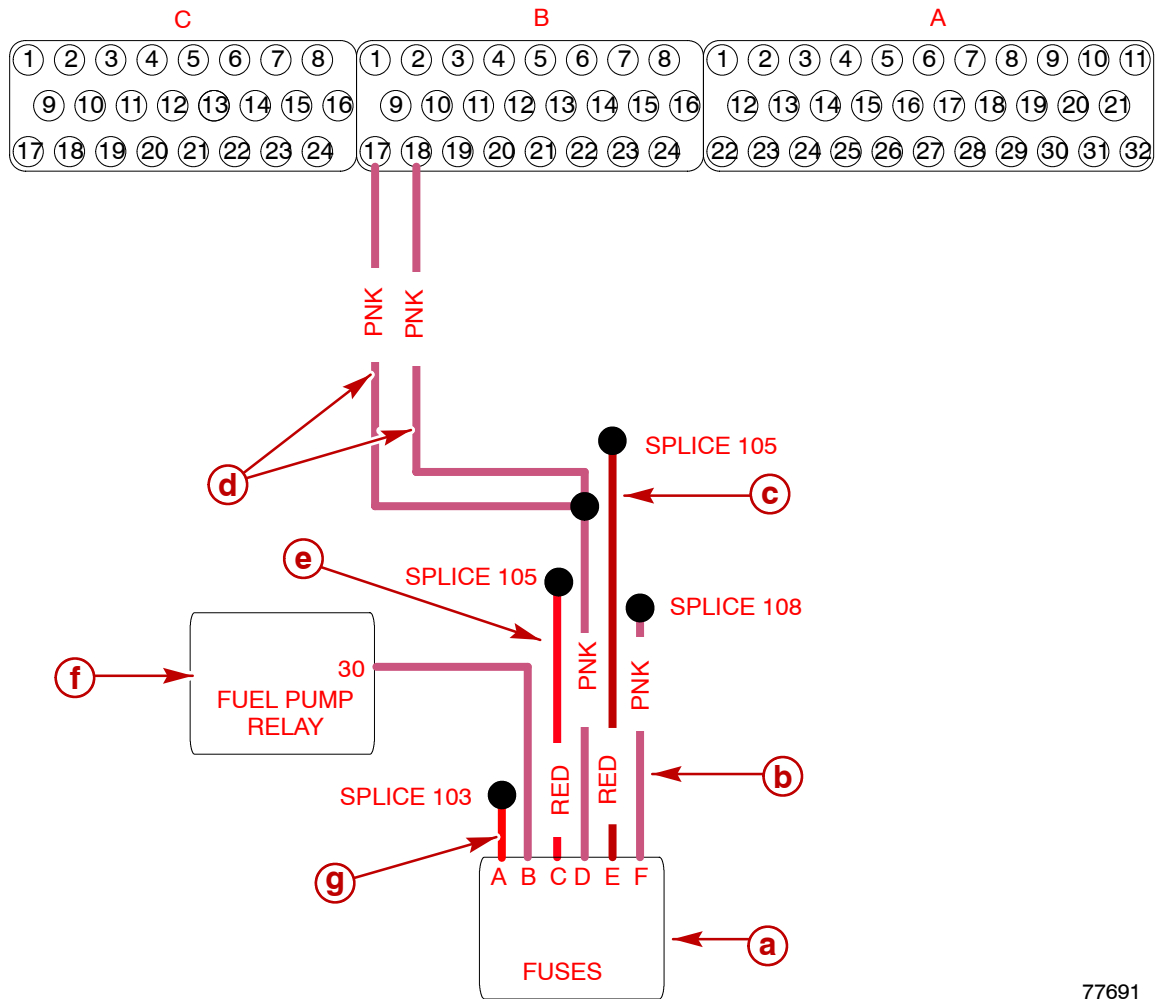 C B A
1 2 3 4 5 6 7 8 1 2 3 4 5 6 7 8 1 2 3 4 5 6 7 8 9 10 11
9 10 11 12 13 14 15 16 9 10 11 12 13 14 15 16 12 13 14 15 16 17 18 19 20 21
17 18 19 20 21 22 23 24 17 18 19 20 21 22 23 24 22 23 24 25 26 27 28 29 30 31 32
PNK PNK
SPLICE 105
d
c
e
SPLICE 105
SPLICE 108
f
30
FUEL PUMP
RELAY
PNK
PNK
SPLICE 103
RED
RED
b
g
A B C D E F
a
FUSES
77691